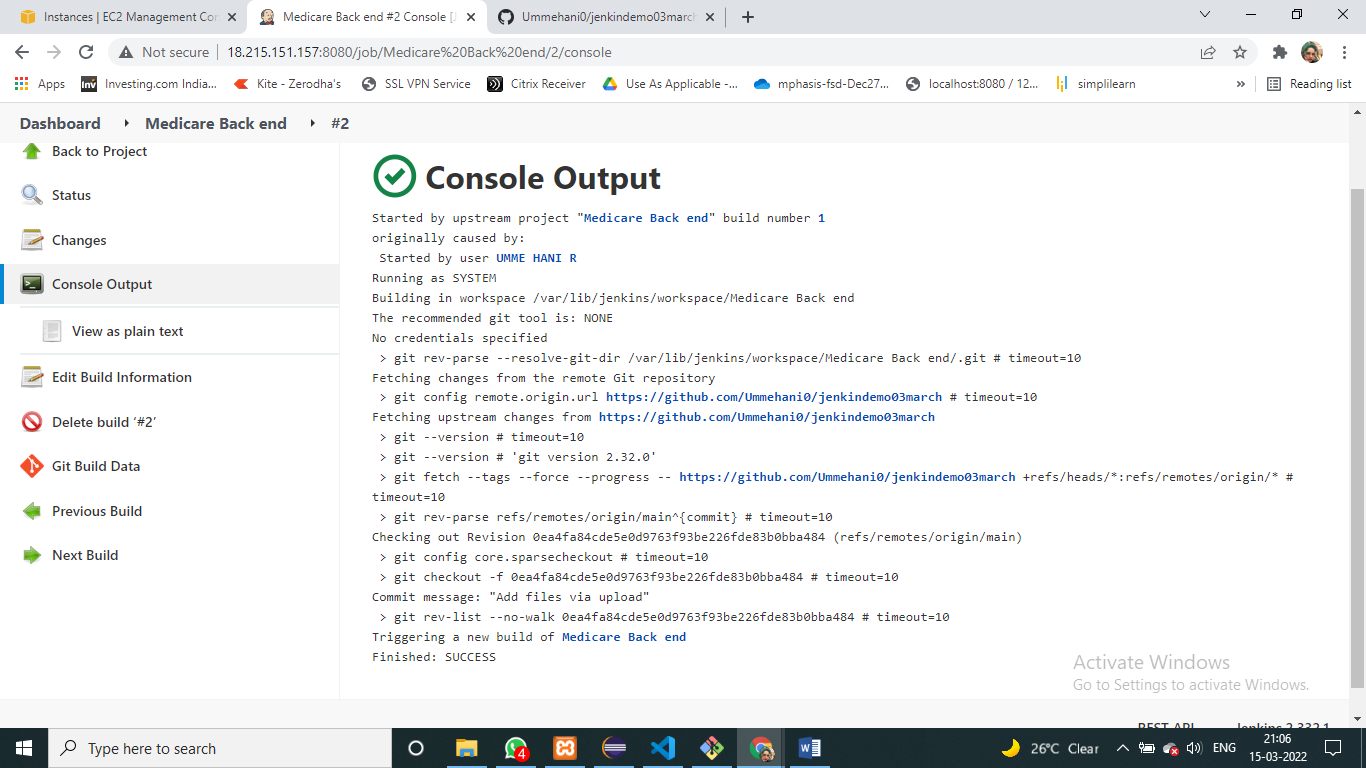 Instances | EC2 Management Con
Medicare Back end #2 Console [J
Ummehani0/jenkindemo03march
Not secure
18.215.151.157:8080/job/Medicare%20Back%20end/2/console
Apps
inv
Investing.com India...
Kite - Zerodha's
SSL VPN Service
Citrix Receiver
Use As Applicable -...
mphasis-fsd-Dec27...
localhost:8080 / 12...
simplilearn
»
Reading list
Dashboard
Medicare Back end
#2
Back to Project
Status
Changes
Console Output
View as plain text
Edit Build Information
Delete build ‘#2’
Git Build Data
Previous Build
Next Build
Console Output
Started by upstream project "Medicare Back end" build number 1
originally caused by:
Started by user UMME HANI R
Running as SYSTEM
Building in workspace /var/lib/jenkins/workspace/Medicare Back end
The recommended git tool is: NONE
No credentials specified
> git rev-parse --resolve-git-dir /var/lib/jenkins/workspace/Medicare Back end/.git # timeout=10
Fetching changes from the remote Git repository
> git config remote.origin.url https://github.com/Ummehani0/jenkindemo03march # timeout=10
Fetching upstream changes from https://github.com/Ummehani0/jenkindemo03march
> git --version # timeout=10
> git --version # 'git version 2.32.0'
> git fetch --tags --force --progress -- https://github.com/Ummehani0/jenkindemo03march +refs/heads/*:refs/remotes/origin/* #
timeout=10
> git rev-parse refs/remotes/origin/main^{commit} # timeout=10
Checking out Revision 0ea4fa84cde5e0d9763f93be226fde83b0bba484 (refs/remotes/origin/main)
> git config core.sparsecheckout # timeout=10
> git checkout -f 0ea4fa84cde5e0d9763f93be226fde83b0bba484 # timeout=10
Commit message: "Add files via upload"
> git rev-list --no-walk 0ea4fa84cde5e0d9763f93be226fde83b0bba484 # timeout=10
Triggering a new build of Medicare Back end
Finished: SUCCESS
Activate Windows
Go to Settings to activate Windows.
REST API
Jenkins 2.332.1
Type here to search
4
26°C Clear
ENG
21:06
15-03-2022